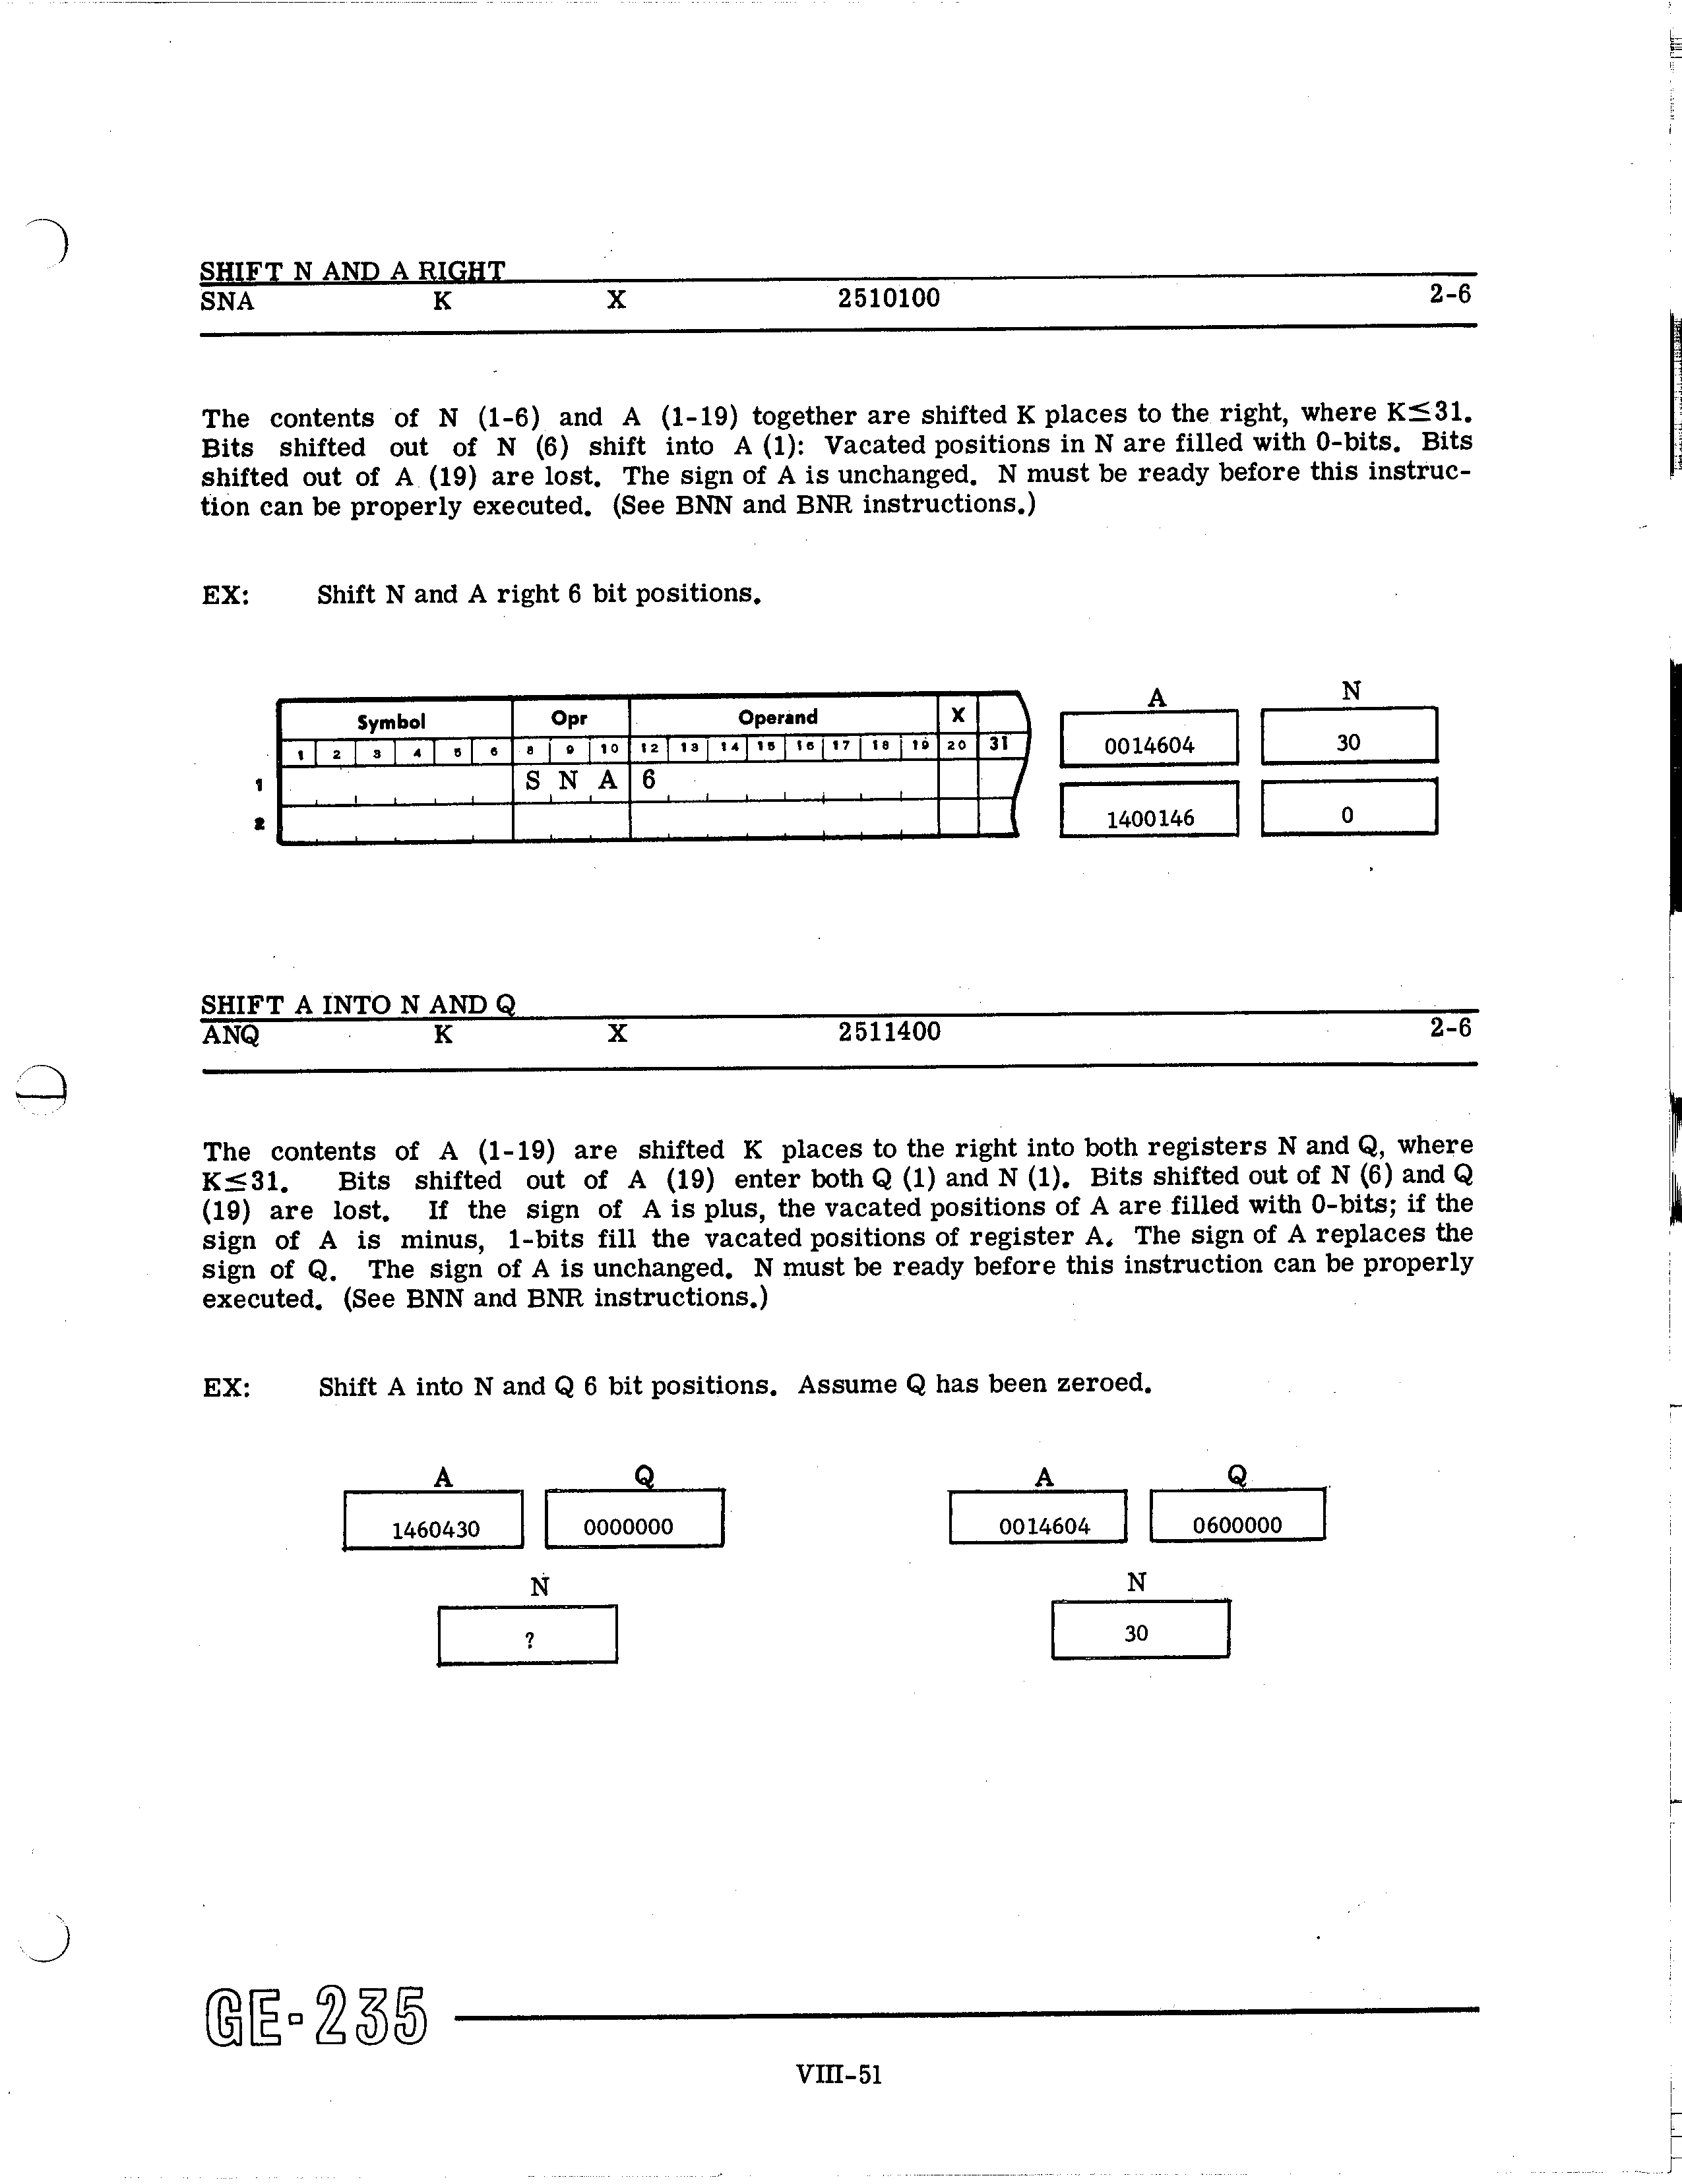 SHIFT N AND A RIGHT
SNA K X 2510100 2-6
The contents of N (1-6) and A (1-19) together are shifted K places to the right, where K≤31.
Bits shifted out of N (6) shift into A (1): Vacated positions in N are filled with 0-bits. Bits
shifted out of A (19) are lost. The sign of A is unchanged. N must be ready before this instruc-
tion can be properly executed. (See BNN and BNR instructions.)
EX: Shift N and A right 6 bit positions.
A N
Symbol Opr Operand X
0014604 30
1 2 3 4 5 6 8 9 10 12 13 14 15 16 17 18 19 20 31
1 S N A 6
1400146 0
2
SHIFT A INTO N AND Q
ANQ K X 2511400 2-6
The contents of A (1-19) are shifted K places to the right into both registers N and Q, where
K≤31. Bits shifted out of A (19) enter both Q (1) and N (1). Bits shifted out of N (6) and Q
(19) are lost. If the sign of A is plus, the vacated positions of A are filled with 0-bits; if the
sign of A is minus, 1-bits fill the vacated positions of register A. The sign of A replaces the
sign of Q. The sign of A is unchanged. N must be ready before this instruction can be properly
executed. (See BNN and BNR instructions.)
EX: Shift A into N and Q 6 bit positions. Assume Q has been zeroed.
A Q A Q
1460430 0000000 0014604 0600000
N N
? 30
GE-235
VIII-51